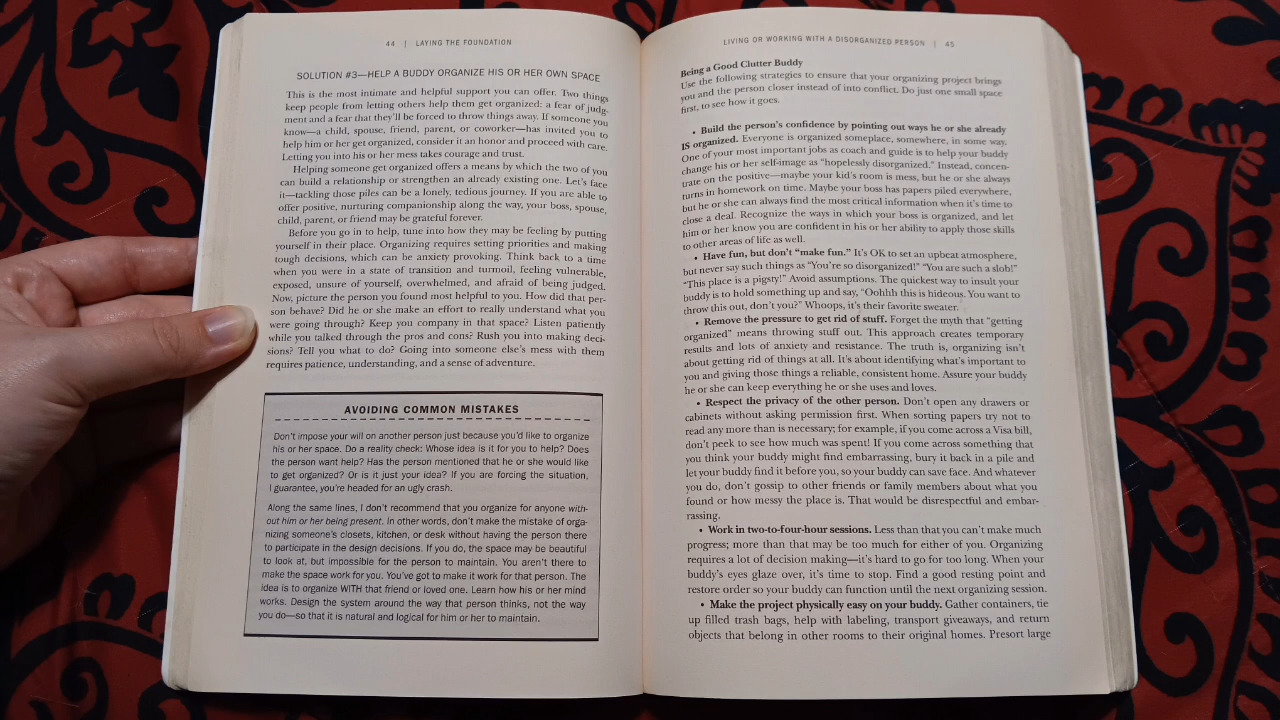 44 | LAYING THE FOUNDATION
SOLUTION #3—HELP A BUDDY ORGANIZE HIS OR HER OWN SPACE
This is the most intimate and helpful support you can offer. Two things
keep people from letting others help them get organized: a fear of judg-
ment and a fear that they'll be forced to throw things away. If someone you
know—a child, spouse, friend, parent, or coworker—has invited you to
help him or her get organized, consider it an honor and proceed with care.
Letting you into his or her mess takes courage and trust.
Helping someone get organized offers a means by which the two of you
can build a relationship or strengthen an already existing one. Let's face
it—tackling those piles can be a lonely, tedious journey. If you are able to
offer positive, nurturing companionship along the way, your boss, spouse,
child, parent, or friend may be grateful forever.
Before you go in to help, tune into how they may be feeling by putting
yourself in their place. Organizing requires setting priorities and making
tough decisions, which can be anxiety provoking. Think back to a time
when you were in a state of transition and turmoil, feeling vulnerable,
exposed, unsure of yourself, overwhelmed, and afraid of being judged.
Now, picture the person you found most helpful to you. How did that per-
son behave? Did he or she make an effort to really understand what you
were going through? Keep you company in that space? Listen patiently
while you talked through the pros and cons? Rush you into making deci-
sions? Tell you what to do? Going into someone else's mess with them
requires patience, understanding, and a sense of adventure.
AVOIDING COMMON MISTAKES
Don't impose your will on another person just because you'd like to organize
his or her space. Do a reality check: Whose idea is it for you to help? Does
the person want help? Has the person mentioned that he or she would like
to get organized? Or is it just your idea? If you are forcing the situation,
I guarantee, you're headed for an ugly crash.
Along the same lines, I don't recommend that you organize for anyone with-
out him or her being present. In other words, don't make the mistake of orga-
nizing someone's closets, kitchen, or desk without having the person there
to participate in the design decisions. If you do, the space may be beautiful
to look at, but impossible for the person to maintain. You aren't there to
make the space work for you. You've got to make it work for that person. The
idea is to organize WITH that friend or loved one. Learn how his or her mind
works. Design the system around the way that person thinks, not the way
you do—so that it is natural and logical for him or her to maintain.
LIVING OR WORKING WITH A DISORGANIZED PERSON | 45
Being a Good Clutter Buddy
Use the following strategies to ensure that your organizing project brings
you and the person closer instead of into conflict. Do just one small space
first, to see how it goes.
• Build the person's confidence by pointing out ways he or she already
IS organized. Everyone is organized someplace, somewhere, in some way.
One of your most important jobs as coach and guide is to help your buddy
change his or her self-image as "hopelessly disorganized." Instead, concen-
trate on the positive—maybe your kid's room is mess, but he or she always
turns in homework on time. Maybe your boss has papers piled everywhere,
but he or she can always find the most critical information when it's time to
close a deal. Recognize the ways in which your boss is organized, and let
him or her know you are confident in his or her ability to apply those skills
to other areas of life as well.
• Have fun, but don't "make fun." It's OK to set an upbeat atmosphere,
but never say such things as "You're so disorganized!" "You are such a slob!"
"This place is a pigsty!" Avoid assumptions. The quickest way to insult your
buddy is to hold something up and say, "Oohhh this is hideous. You want to
throw this out, don't you?" Whoops, it's their favorite sweater.
• Remove the pressure to get rid of stuff. Forget the myth that "getting
organized" means throwing stuff out. This approach creates temporary
results and lots of anxiety and resistance. The truth is, organizing isn't
about getting rid of things at all. It's about identifying what's important to
you and giving those things a reliable, consistent home. Assure your buddy
he or she can keep everything he or she uses and loves.
• Respect the privacy of the other person. Don't open any drawers or
cabinets without asking permission first. When sorting papers try not to
read any more than is necessary; for example, if you come across a Visa bill,
don't peek to see how much was spent! If you come across something that
you think your buddy might find embarrassing, bury it back in a pile and
let your buddy find it before you, so your buddy can save face. And whatever
you do, don't gossip to other friends or family members about what you
found or how messy the place is. That would be disrespectful and embar-
rassing.
• Work in two-to-four-hour sessions. Less than that you can't make much
progress; more than that may be too much for either of you. Organizing
requires a lot of decision making—it's hard to go for too long. When your
buddy's eyes glaze over, it's time to stop. Find a good resting point and
restore order so your buddy can function until the next organizing session.
• Make the project physically easy on your buddy. Gather containers, tie
up filled trash bags, help with labeling, transport giveaways, and return
objects that belong in other rooms to their original homes. Presort large